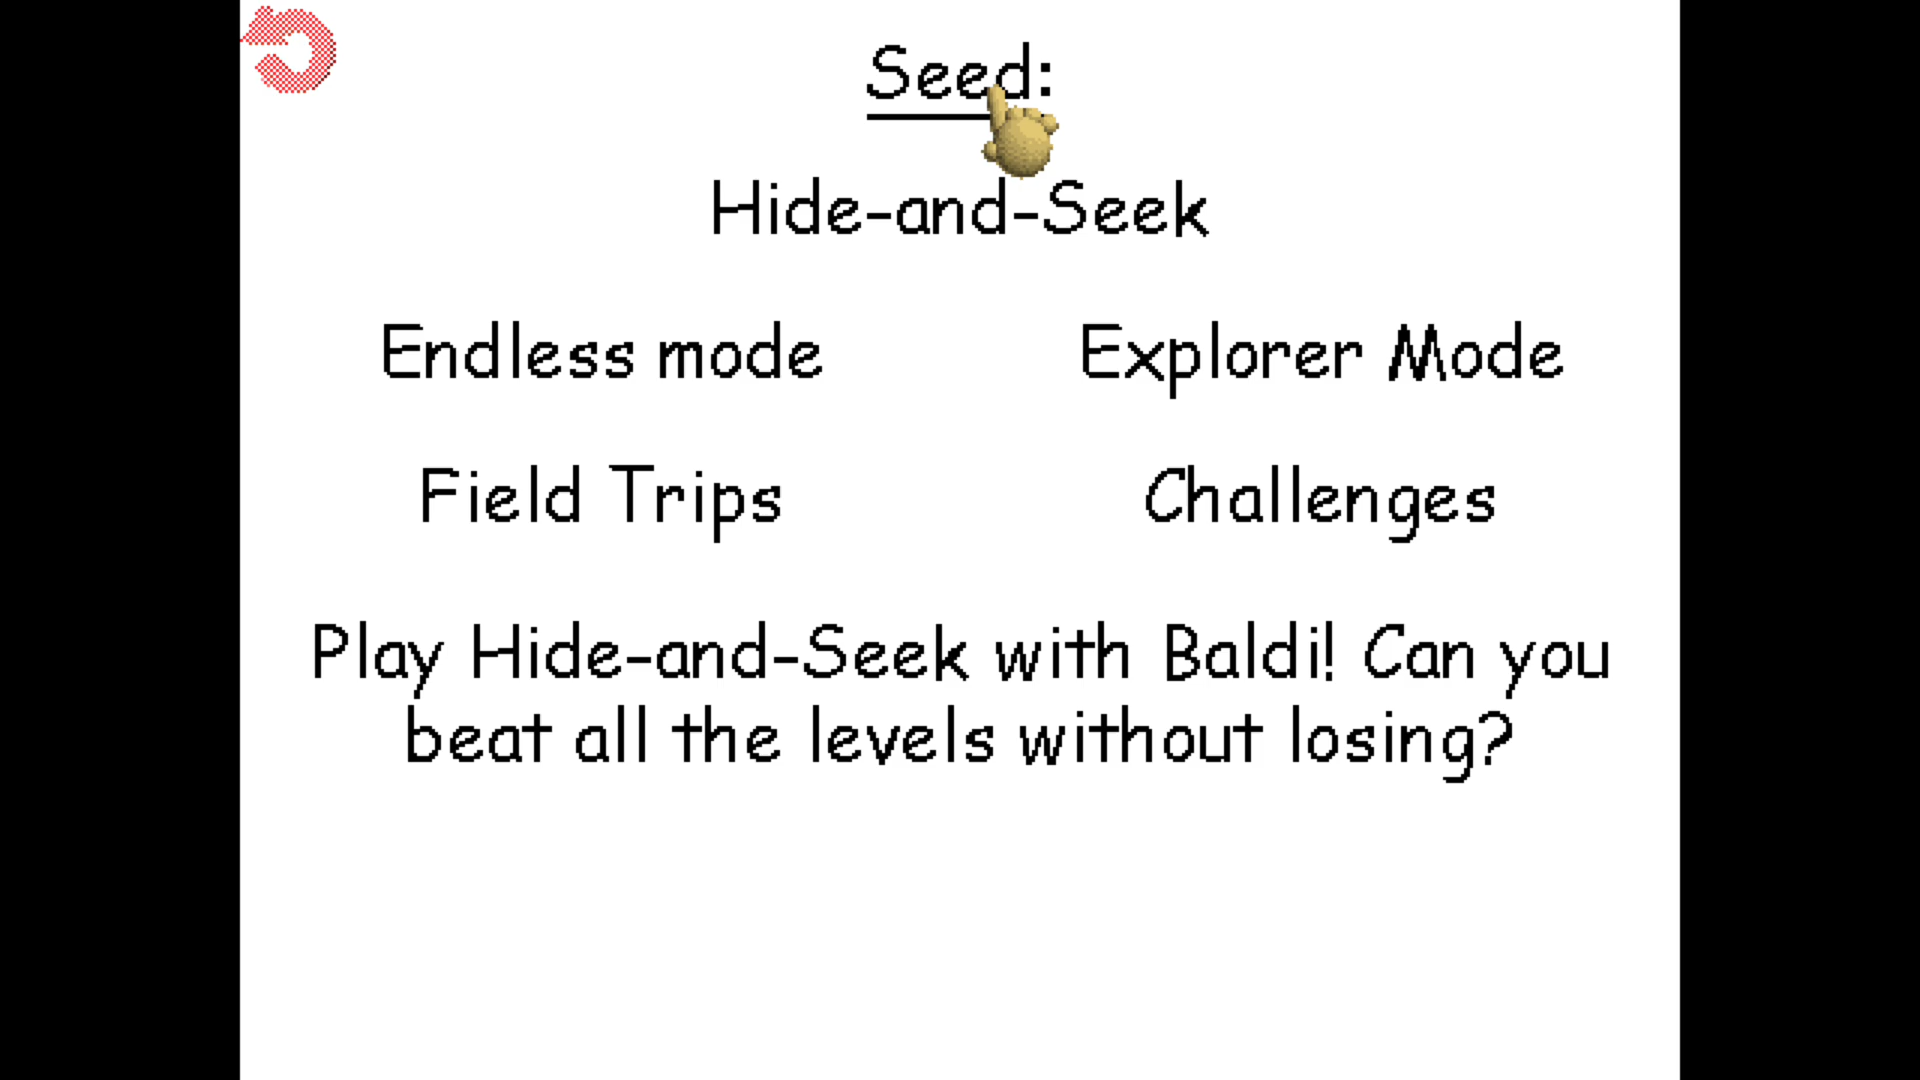 Seed:
Hide-and-Seek
Endless mode
Explorer Mode
Field Trips
Challenges
Play Hide-and-Seek with Baldi! Can you
beat all the levels without losing?